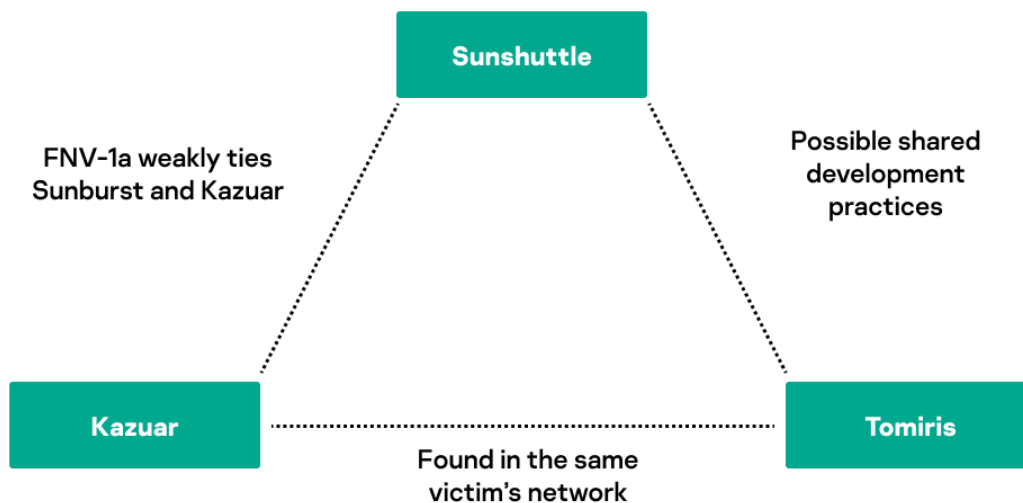 Sunshuttle
FNV-1a weakly ties
Sunburst and Kazuar
Possible shared
development
practices
Kazuar
Tomiris
Found in the same
victim's network